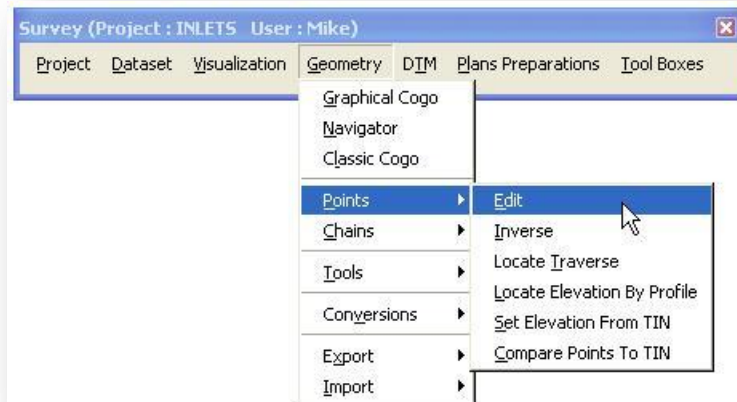 Survey (Project : INLETS User : Mike)
Project Dataset Visualization Geometry DTM Plans Preparations Tool Boxes
Graphical Cogo
Navigator
Classic Cogo
Points
Chains
Tools
Conversions
Export
Import
Edit
Inverse
Locate Traverse
Locate Elevation By Profile
Set Elevation From TIN
Compare Points To TIN